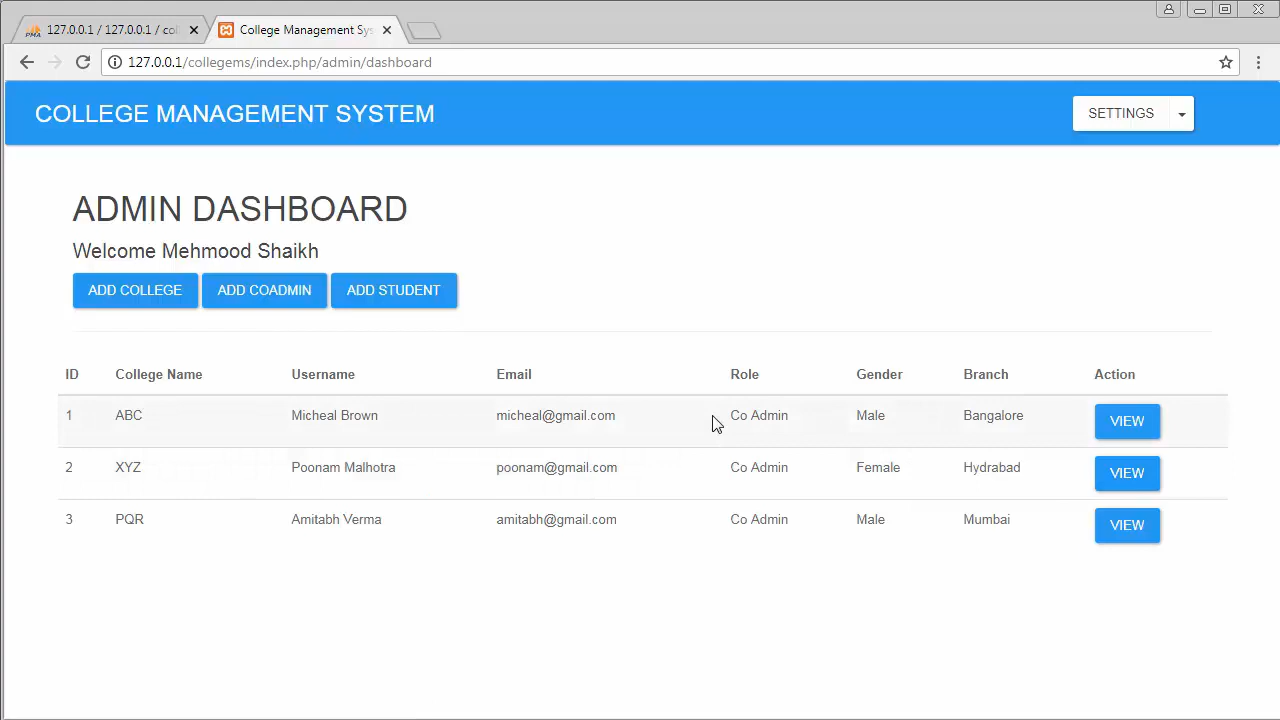 127.0.0.1 / 127.0.0.1 / col
College Management Sys
127.0.0.1/collegems/index.php/admin/dashboard
COLLEGE MANAGEMENT SYSTEM
SETTINGS
ADMIN DASHBOARD
Welcome Mehmood Shaikh
ADD COLLEGE ADD COADMIN ADD STUDENT
ID College Name Username Email Role Gender Branch Action
1 ABC Micheal Brown micheal@gmail.com Co Admin Male Bangalore VIEW
2 XYZ Poonam Malhotra poonam@gmail.com Co Admin Female Hydrabad VIEW
3 PQR Amitabh Verma amitabh@gmail.com Co Admin Male Mumbai VIEW